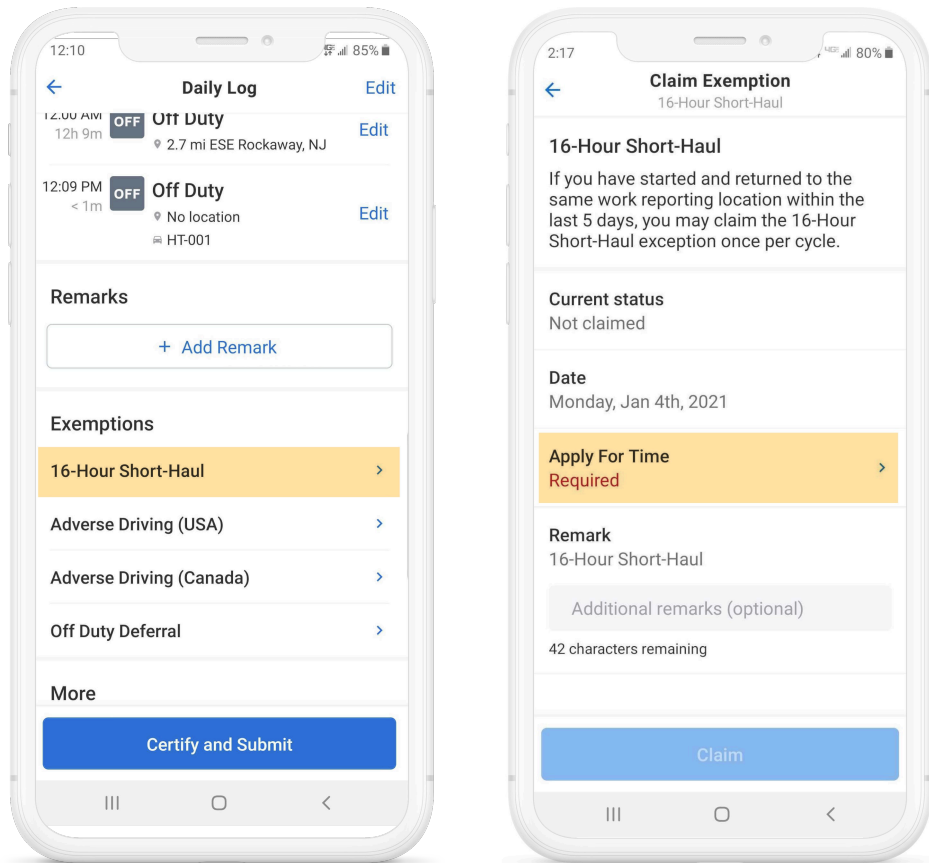 12:10
85%
Daily Log
Edit
12:00 AM
OFF
Off Duty
12h 9m
2.7 mi ESE Rockaway, NJ
Edit
12:09 PM
OFF
Off Duty
< 1m
No location
Edit
HT-001
Remarks
+ Add Remark
Exemptions
16-Hour Short-Haul
Adverse Driving (USA)
Adverse Driving (Canada)
Off Duty Deferral
More
Certify and Submit
2:17
4GE 80%
Claim Exemption
16-Hour Short-Haul
16-Hour Short-Haul
If you have started and returned to the
same work reporting location within the
last 5 days, you may claim the 16-Hour
Short-Haul exception once per cycle.
Current status
Not claimed
Date
Monday, Jan 4th, 2021
Apply For Time
Required
Remark
16-Hour Short-Haul
Additional remarks (optional)
42 characters remaining
Claim